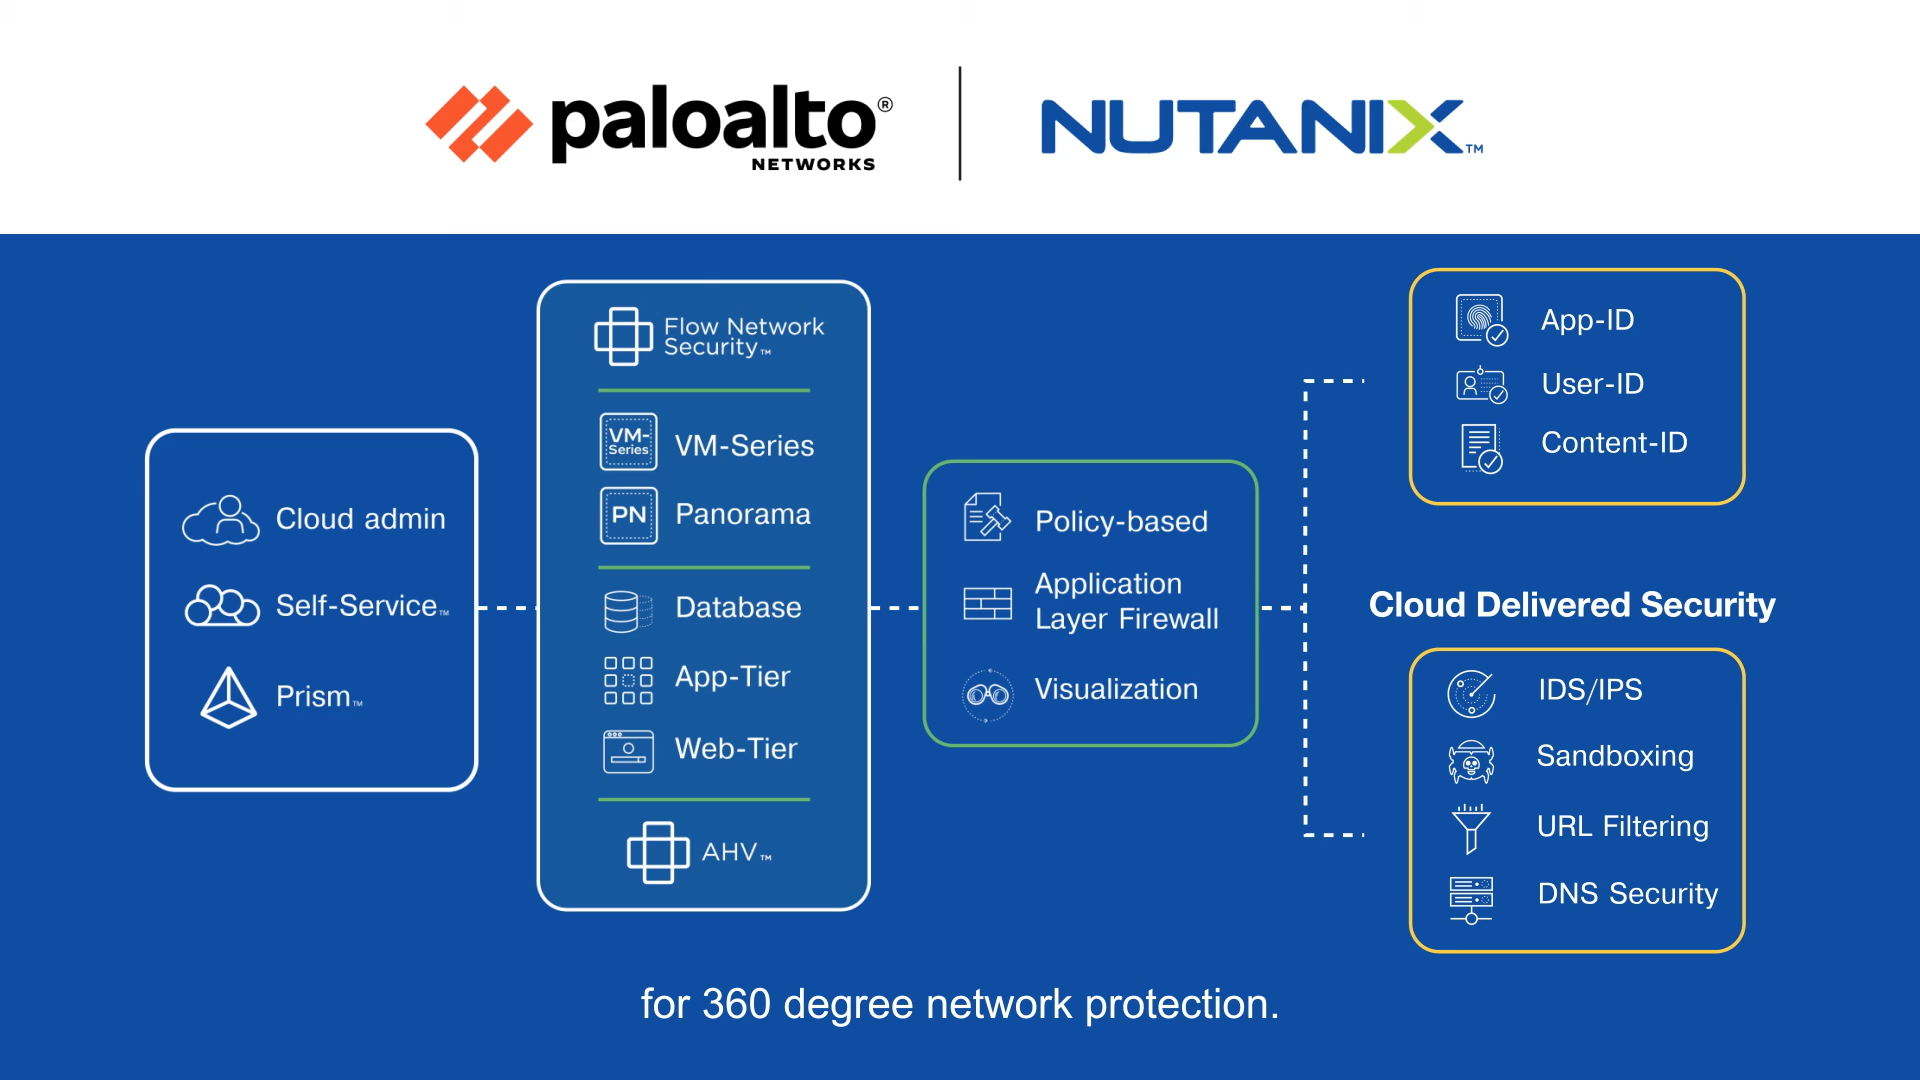 paloalto®
NETWORKS
NUTANIX™
Cloud admin
Self-Service™
Prism™
Flow Network
Security™
VM-
Series
VM-Series
PN
Panorama
Database
App-Tier
Web-Tier
AHV™
Policy-based
Application
Layer Firewall
Visualization
App-ID
User-ID
Content-ID
Cloud Delivered Security
IDS/IPS
Sandboxing
URL Filtering
DNS Security
for 360 degree network protection.